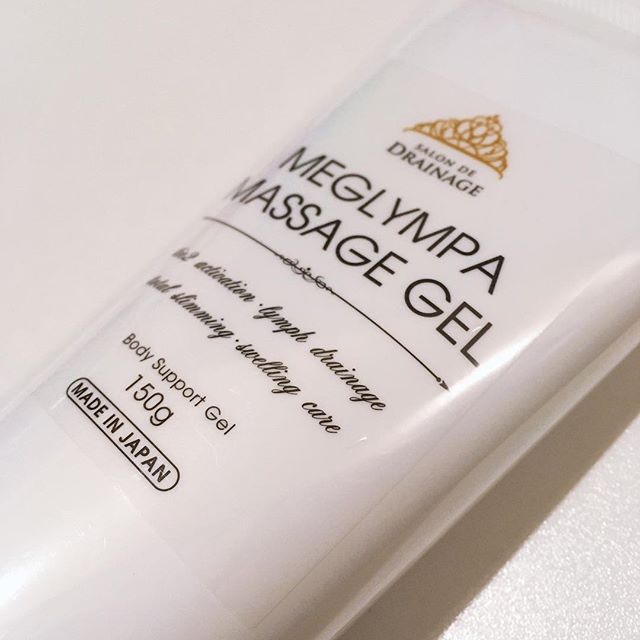 SALON DE
DRAINAGE
MEGLYMPA
MASSAGE GEL
activation·lymph drainage
total slimming·swelling care
Body Support Gel
150g
MADE IN JAPAN